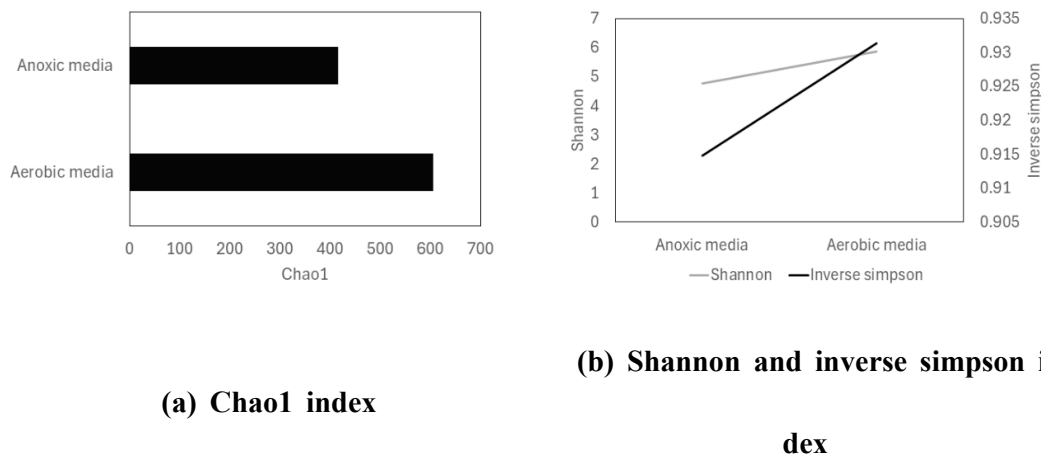 Anoxic media
Aerobic media
0 100 200 300 400 500 600 700
Chao1
(a) Chao1 index
7
6
5
4
3
2
1
0
Shannon
0.935
0.930
0.925
0.92
0.915
0.91
0.905
Inverse simpson
Anoxic media Aerobic media
Shannon Inverse simpson
(b) Shannon and inverse simpson i
dex